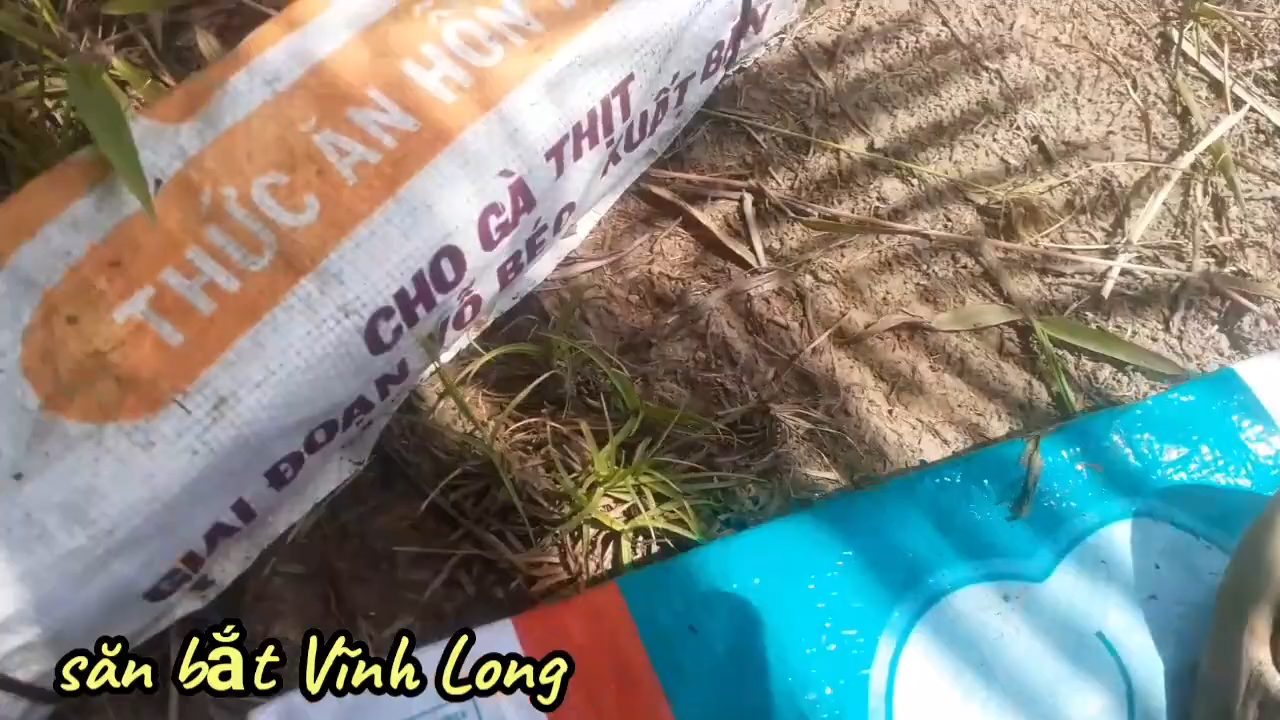 THỨC ĂN HỖN
CHO GÀ THỊT
GIAI ĐOẠN VỖ BÉO XUẤT BÁN
săn bắt Vĩnh Long